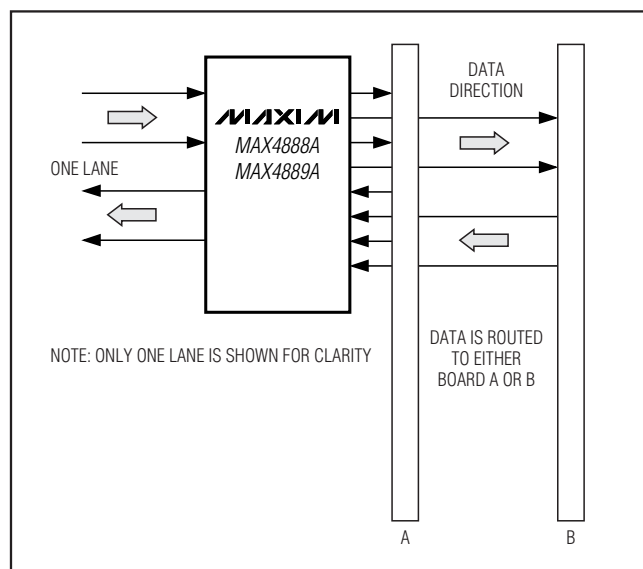 DATA
DIRECTION
MAXIM
MAX4888A
MAX4889A
ONE LANE
NOTE: ONLY ONE LANE IS SHOWN FOR CLARITY
DATA IS ROUTED
TO EITHER
BOARD A OR B
A
B